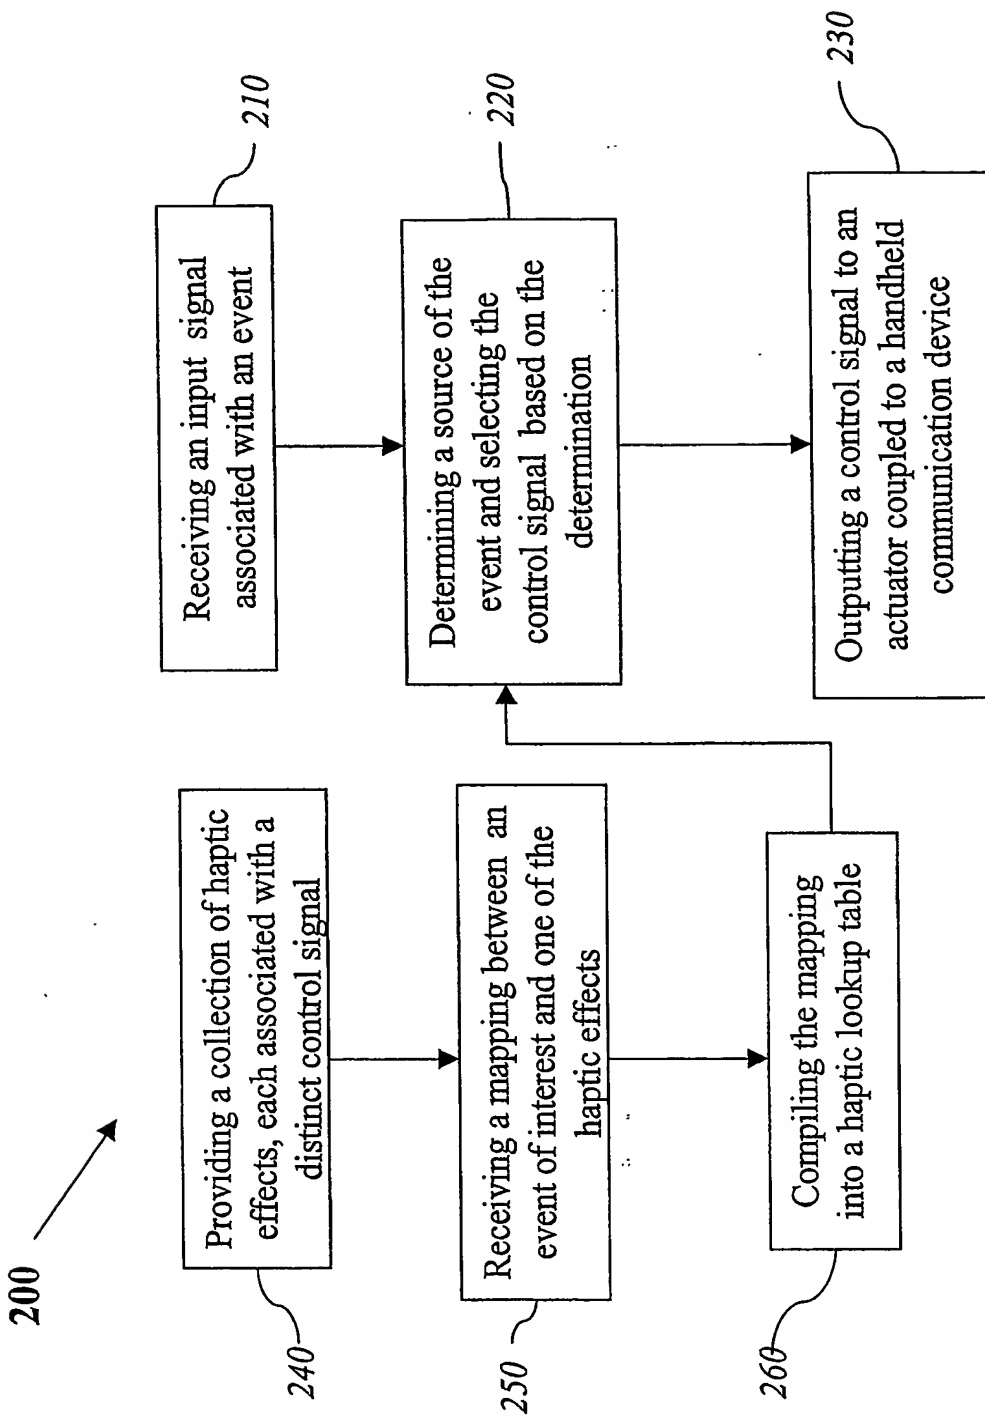 200
Providing a collection of haptic
effects, each associated with a
distinct control signal
240
Receiving a mapping between an
event of interest and one of the
haptic effects
250
Compiling the mapping
into a haptic lookup table
260
Receiving an input signal
associated with an event
210
Determining a source of the
event and selecting the
control signal based on the
determination
220
Outputting a control signal to an
actuator coupled to a handheld
communication device
230